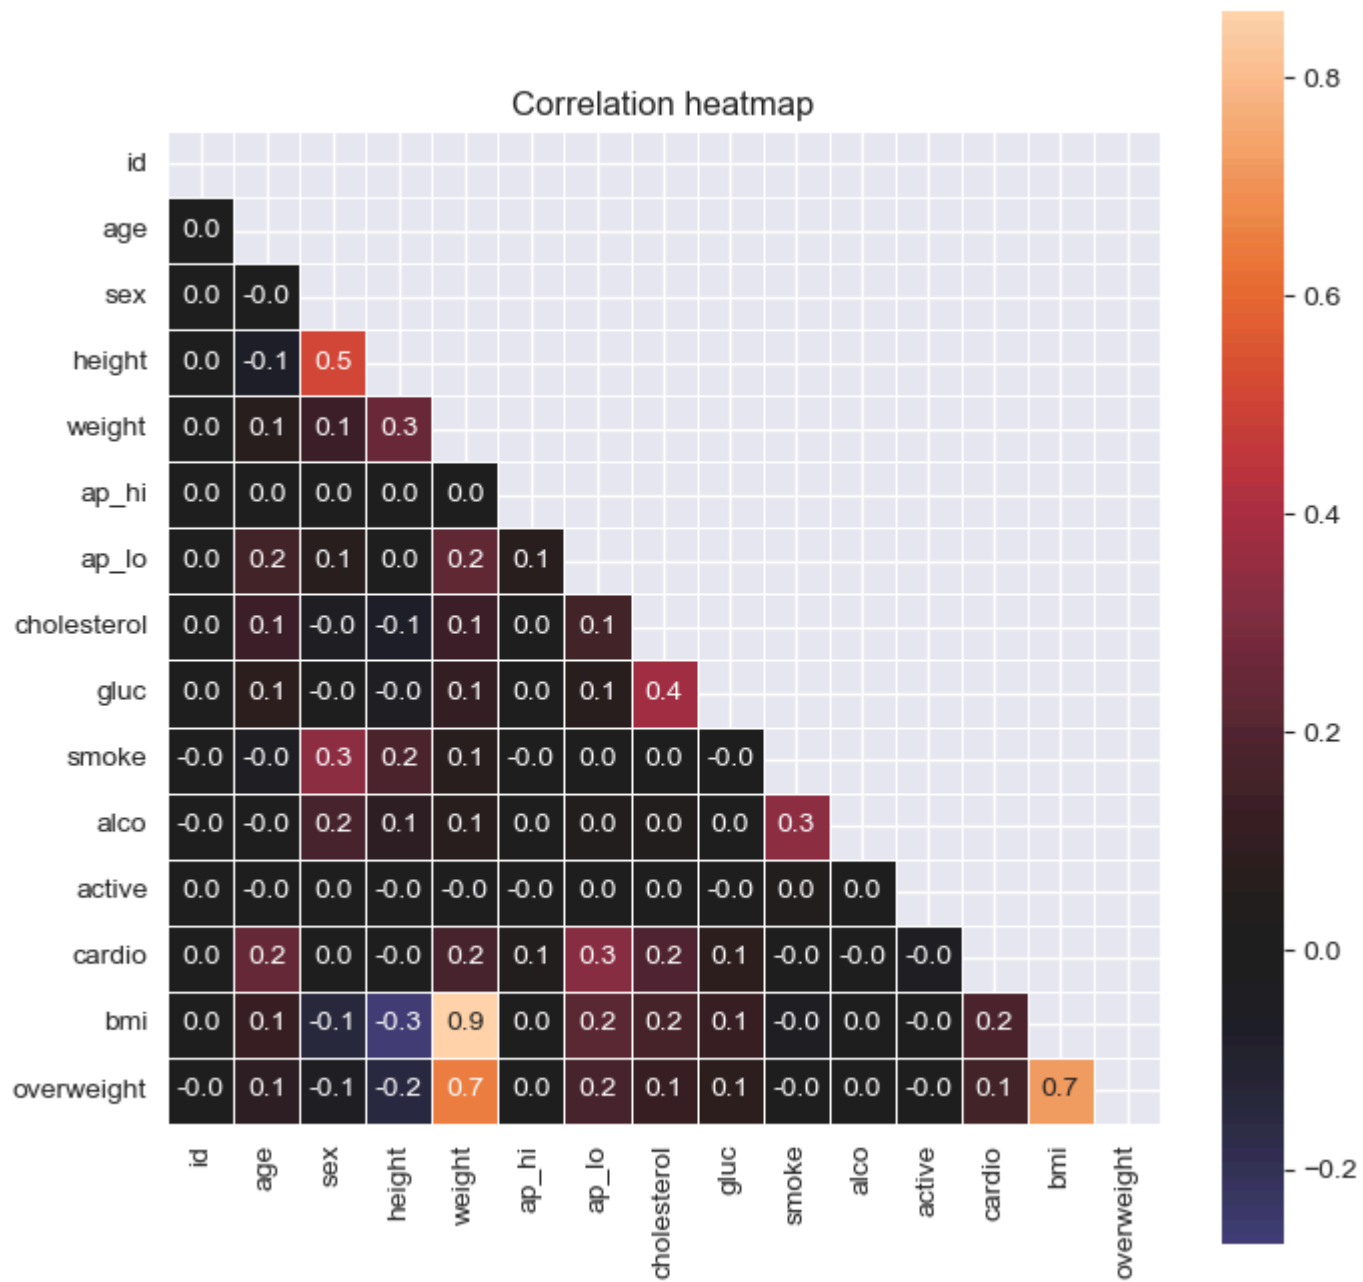 Correlation heatmap
id
age 0.0
sex 0.0 -0.0
height 0.0 -0.1 0.5
weight 0.0 0.1 0.1 0.3
ap_hi 0.0 0.0 0.0 0.0 0.0
ap_lo 0.0 0.2 0.1 0.0 0.2 0.1
cholesterol 0.0 0.1 -0.0 -0.1 0.1 0.0 0.1
gluc 0.0 0.1 -0.0 -0.0 0.1 0.0 0.1 0.4
smoke -0.0 -0.0 0.3 0.2 0.1 -0.0 0.0 0.0 -0.0
alco -0.0 -0.0 0.2 0.1 0.1 0.0 0.0 0.0 0.0 0.3
active 0.0 -0.0 0.0 -0.0 -0.0 -0.0 0.0 0.0 -0.0 0.0 0.0
cardio 0.0 0.2 0.0 -0.0 0.2 0.1 0.3 0.2 0.1 -0.0 -0.0 -0.0
bmi 0.0 0.1 -0.1 -0.3 0.9 0.0 0.2 0.2 0.1 -0.0 0.0 -0.0 0.2
overweight -0.0 0.1 -0.1 -0.2 0.7 0.0 0.2 0.1 0.1 -0.0 0.0 -0.0 0.1 0.7
id age sex height weight ap_hi ap_lo cholesterol gluc smoke alco active cardio bmi overweight
0.8
0.6
0.4
0.2
0.0
−0.2